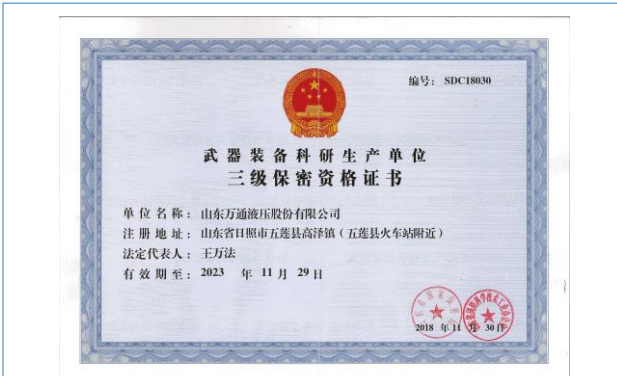 编号: SDC18030
武器装备科研生产单位
三级保密资格证书
单位名称: 山东万通液压股份有限公司
注册地址: 山东省日照市五莲县高泽镇(五莲县火车站附近)
法定代表人: 王万法
有效期至: 2023 年 11 月 29 日
2018 年 11 月 30 日